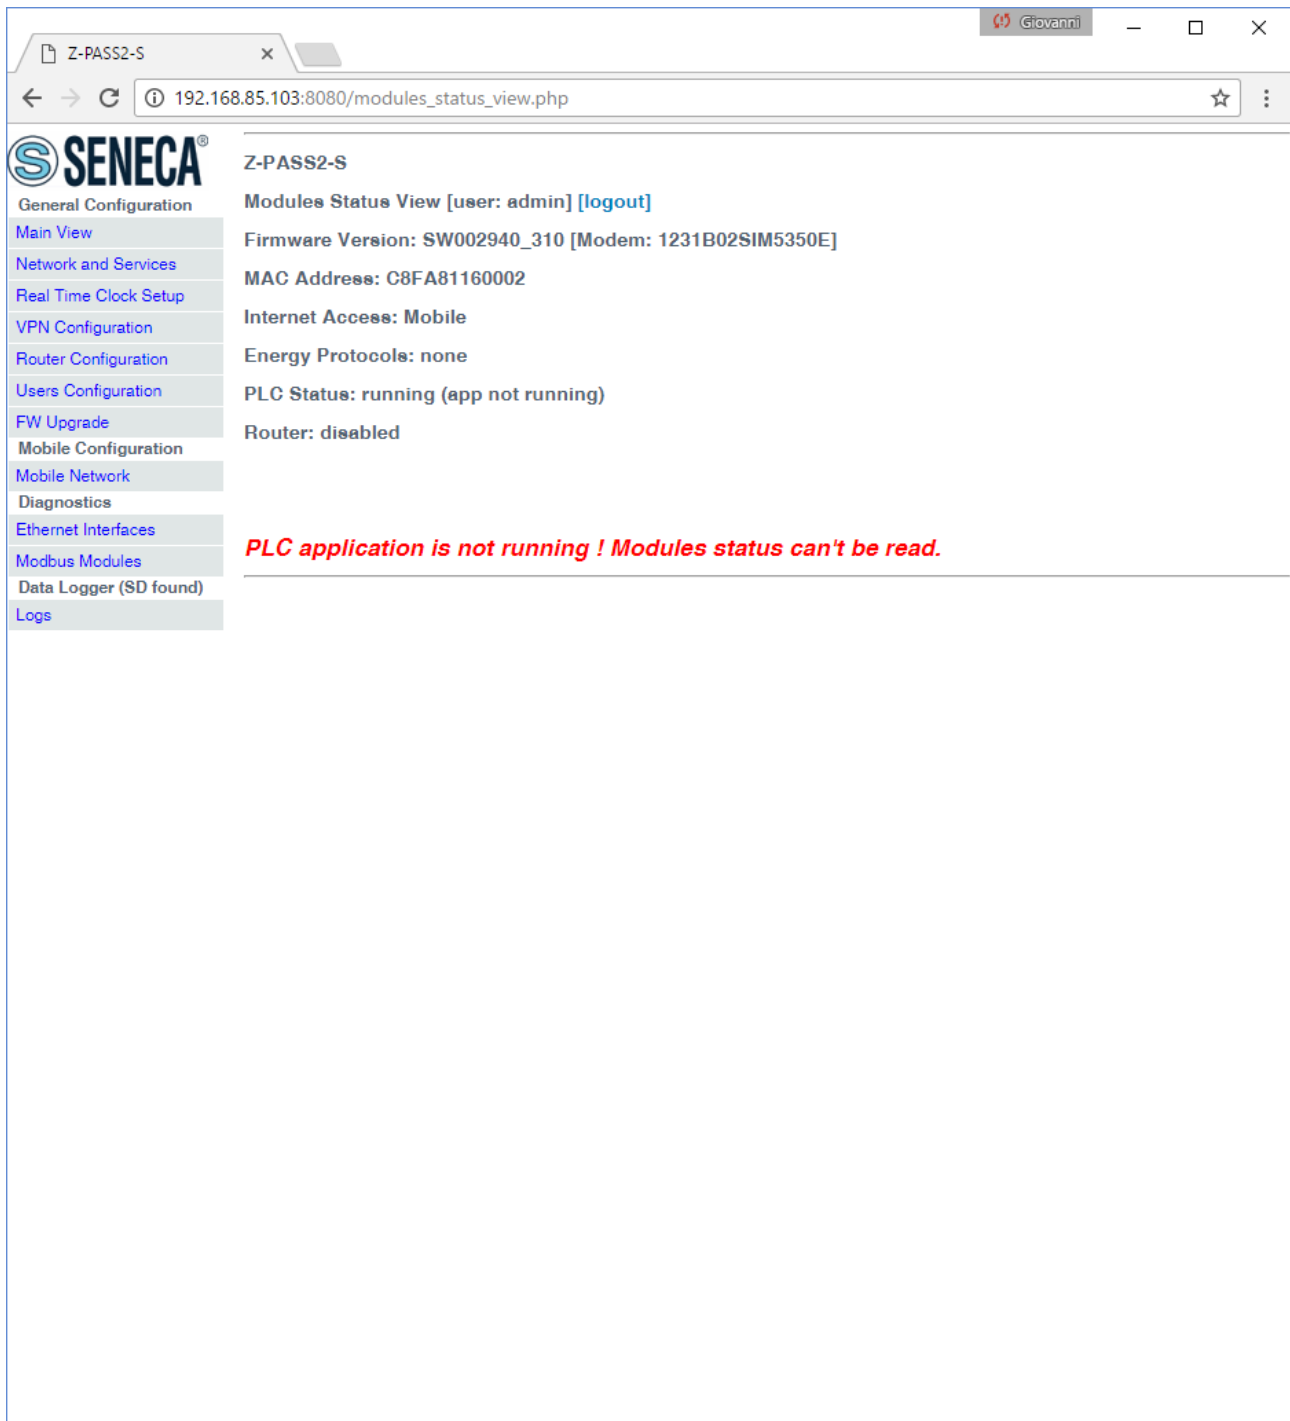 Giovanni
Z-PASS2-S
192.168.85.103:8080/modules_status_view.php
SENECA®
General Configuration
Main View
Network and Services
Real Time Clock Setup
VPN Configuration
Router Configuration
Users Configuration
FW Upgrade
Mobile Configuration
Mobile Network
Diagnostics
Ethernet Interfaces
Modbus Modules
Data Logger (SD found)
Logs
Z-PASS2-S
Modules Status View [user: admin] [logout]
Firmware Version: SW002940_310 [Modem: 1231B02SIM5350E]
MAC Address: C8FA81160002
Internet Access: Mobile
Energy Protocols: none
PLC Status: running (app not running)
Router: disabled
PLC application is not running ! Modules status can't be read.